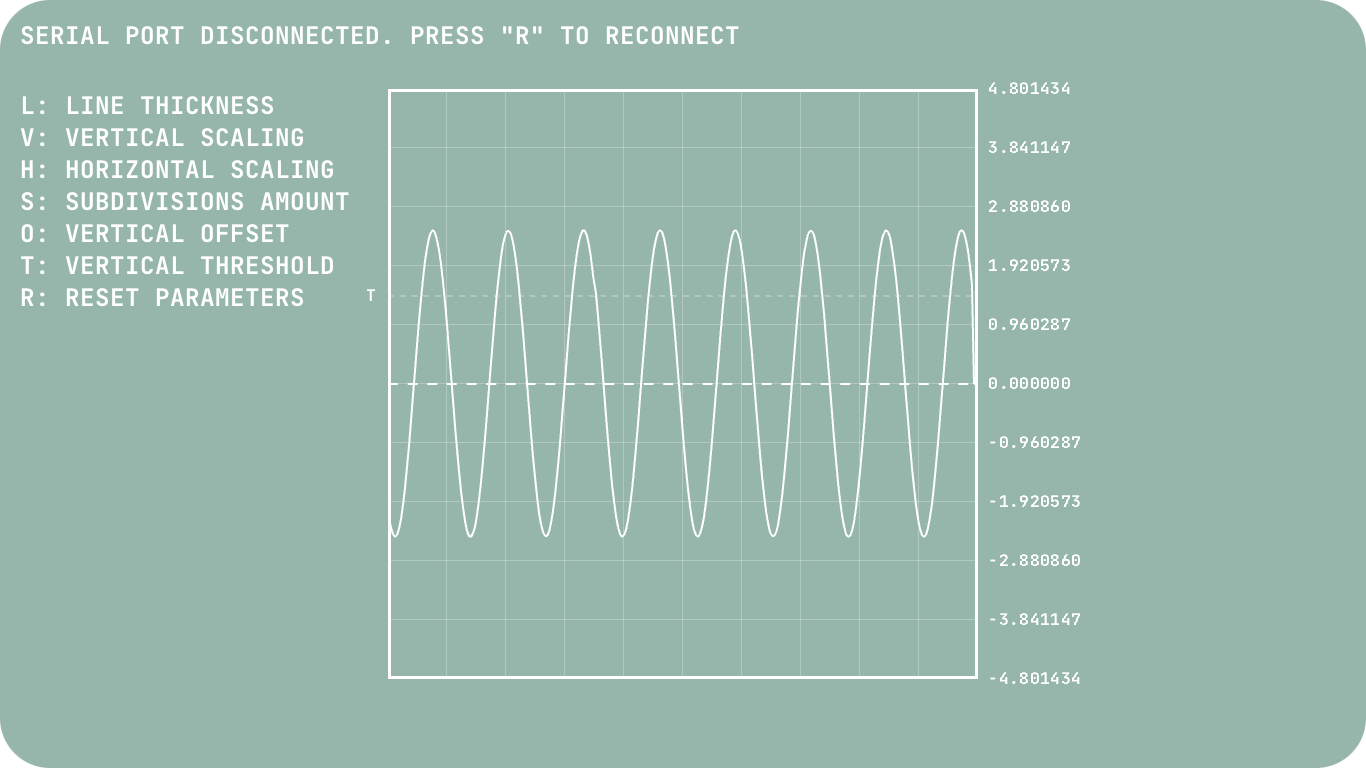 SERIAL PORT DISCONNECTED. PRESS "R" TO RECONNECT
L: LINE THICKNESS
V: VERTICAL SCALING
H: HORIZONTAL SCALING
S: SUBDIVISIONS AMOUNT
O: VERTICAL OFFSET
T: VERTICAL THRESHOLD
R: RESET PARAMETERS
T
4.801434
3.841147
2.880860
1.920573
0.960287
0.000000
-0.960287
-1.920573
-2.880860
-3.841147
-4.801434